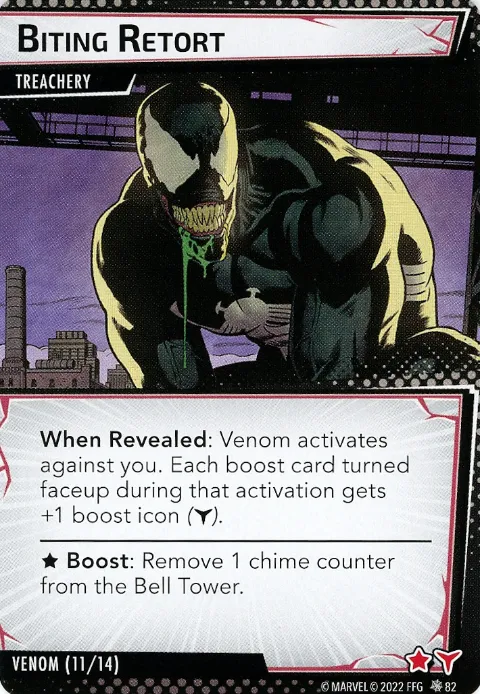 BITING RETORT
TREACHERY
When Revealed: Venom activates
against you. Each boost card turned
faceup during that activation gets
+1 boost icon ().
★ Boost: Remove 1 chime counter
from the Bell Tower.
VENOM (11/14)
© MARVEL © 2022 FFG 82